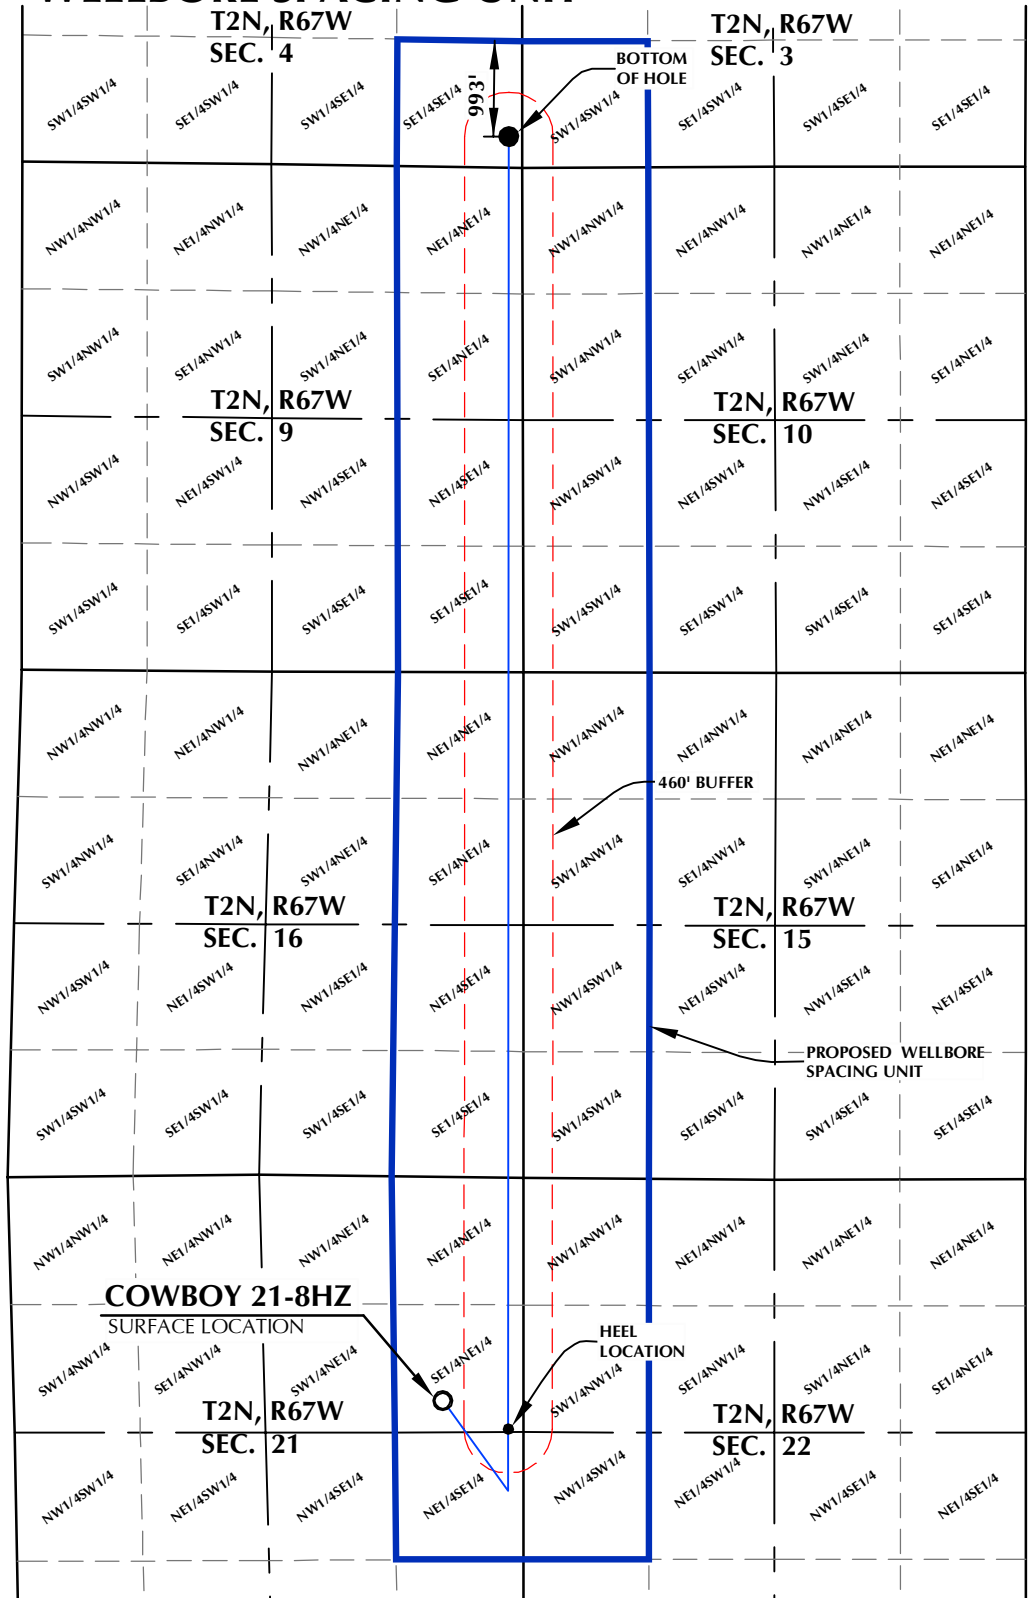 WELLBORE SPACING UNIT
T2N, R67W
SEC. 4
T2N, R67W
SEC. 3
BOTTOM
OF HOLE
993'
SW1/4SW1/4 SE1/4SW1/4 SW1/4SE1/4 SE1/4SE1/4 SW1/4SW1/4 SE1/4SW1/4 SW1/4SE1/4 SE1/4SE1/4
NW1/4NW1/4 NE1/4NW1/4 NW1/4NE1/4 NE1/4NE1/4 NW1/4NW1/4 NE1/4NW1/4 NW1/4NE1/4 NE1/4NE1/4
SW1/4NW1/4 SE1/4NW1/4 SW1/4NE1/4 SE1/4NE1/4 SW1/4NW1/4 SE1/4NW1/4 SW1/4NE1/4 SE1/4NE1/4
T2N, R67W
SEC. 9
T2N, R67W
SEC. 10
NW1/4SW1/4 NE1/4SW1/4 NW1/4SE1/4 NE1/4SE1/4 NW1/4SW1/4 NE1/4SW1/4 NW1/4SE1/4 NE1/4SE1/4
SW1/4SW1/4 SE1/4SW1/4 SW1/4SE1/4 SE1/4SE1/4 SW1/4SW1/4 SE1/4SW1/4 SW1/4SE1/4 SE1/4SE1/4
NW1/4NW1/4 NE1/4NW1/4 NW1/4NE1/4 NE1/4NE1/4 NW1/4NW1/4 NE1/4NW1/4 NW1/4NE1/4 NE1/4NE1/4
460' BUFFER
SW1/4NW1/4 SE1/4NW1/4 SW1/4NE1/4 SE1/4NE1/4 SW1/4NW1/4 SE1/4NW1/4 SW1/4NE1/4 SE1/4NE1/4
T2N, R67W
SEC. 16
T2N, R67W
SEC. 15
NW1/4SW1/4 NE1/4SW1/4 NW1/4SE1/4 NE1/4SE1/4 NW1/4SW1/4 NE1/4SW1/4 NW1/4SE1/4 NE1/4SE1/4
PROPOSED WELLBORE
SPACING UNIT
SW1/4SW1/4 SE1/4SW1/4 SW1/4SE1/4 SE1/4SE1/4 SW1/4SW1/4 SE1/4SW1/4 SW1/4SE1/4 SE1/4SE1/4
NW1/4NW1/4 NE1/4NW1/4 NW1/4NE1/4 NE1/4NE1/4 NW1/4NW1/4 NE1/4NW1/4 NW1/4NE1/4 NE1/4NE1/4
COWBOY 21-8HZ
SURFACE LOCATION
HEEL
LOCATION
SW1/4NW1/4 SE1/4NW1/4 SW1/4NE1/4 SE1/4NE1/4 SW1/4NW1/4 SE1/4NW1/4 SW1/4NE1/4 SE1/4NE1/4
T2N, R67W
SEC. 21
T2N, R67W
SEC. 22
NW1/4SW1/4 NE1/4SW1/4 NW1/4SE1/4 NE1/4SE1/4 NW1/4SW1/4 NE1/4SW1/4 NW1/4SE1/4 NE1/4SE1/4